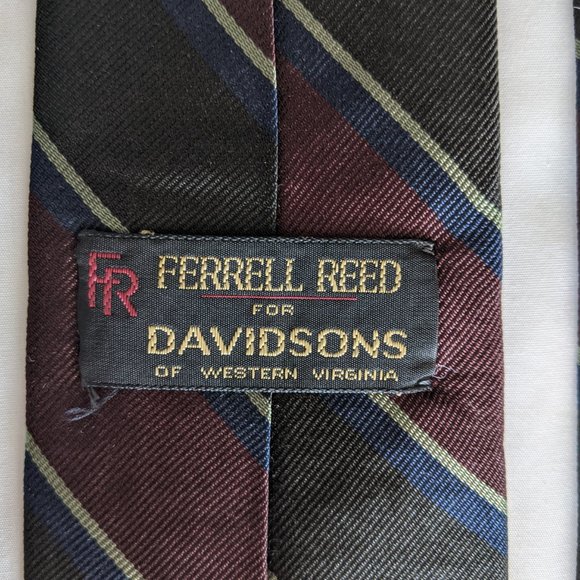 FR FERRELL REED
FOR
DAVIDSONS
OF WESTERN VIRGINIA